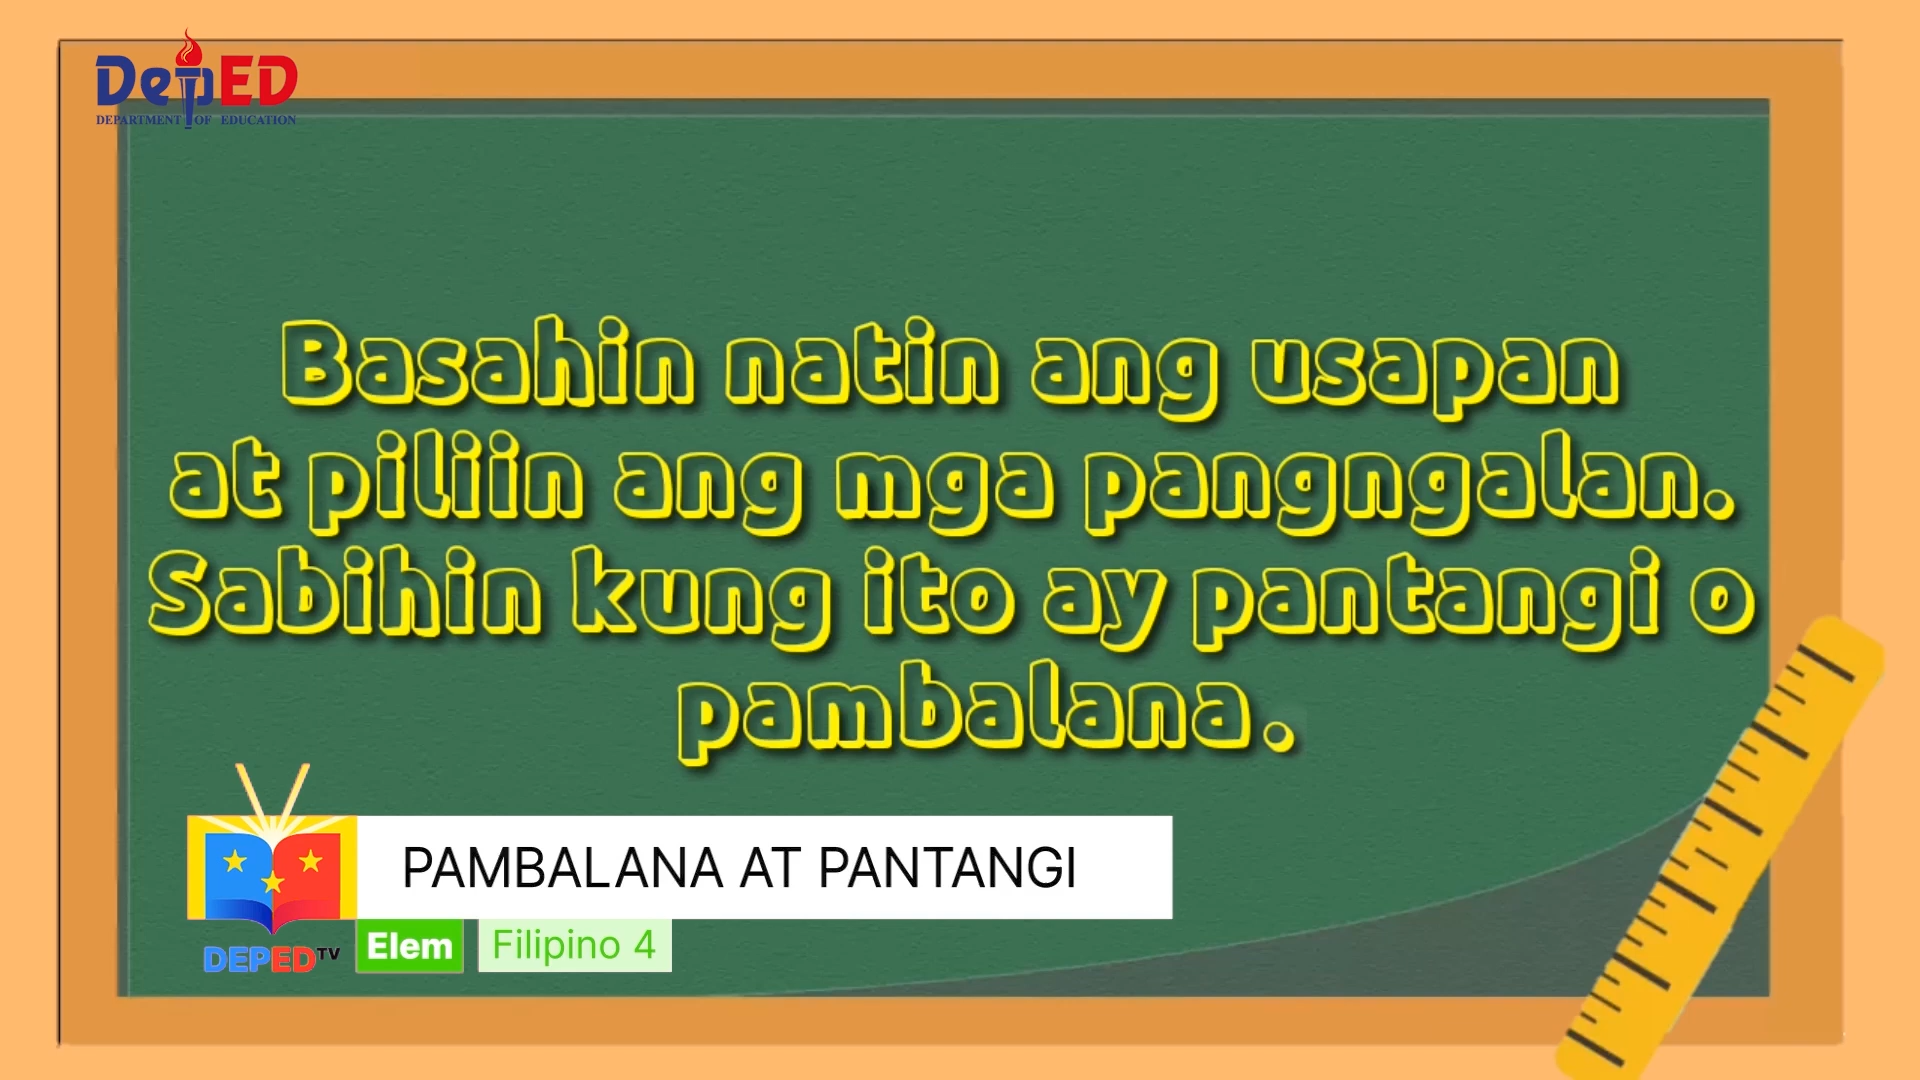 DepED
DEPARTMENT OF EDUCATION
Basahin natin ang usapan
at piliin ang mga pangngalan.
Sabihin kung ito ay pantangi o
pambalana.
PAMBALANA AT PANTANGI
DEPED TV
Elem
Filipino 4